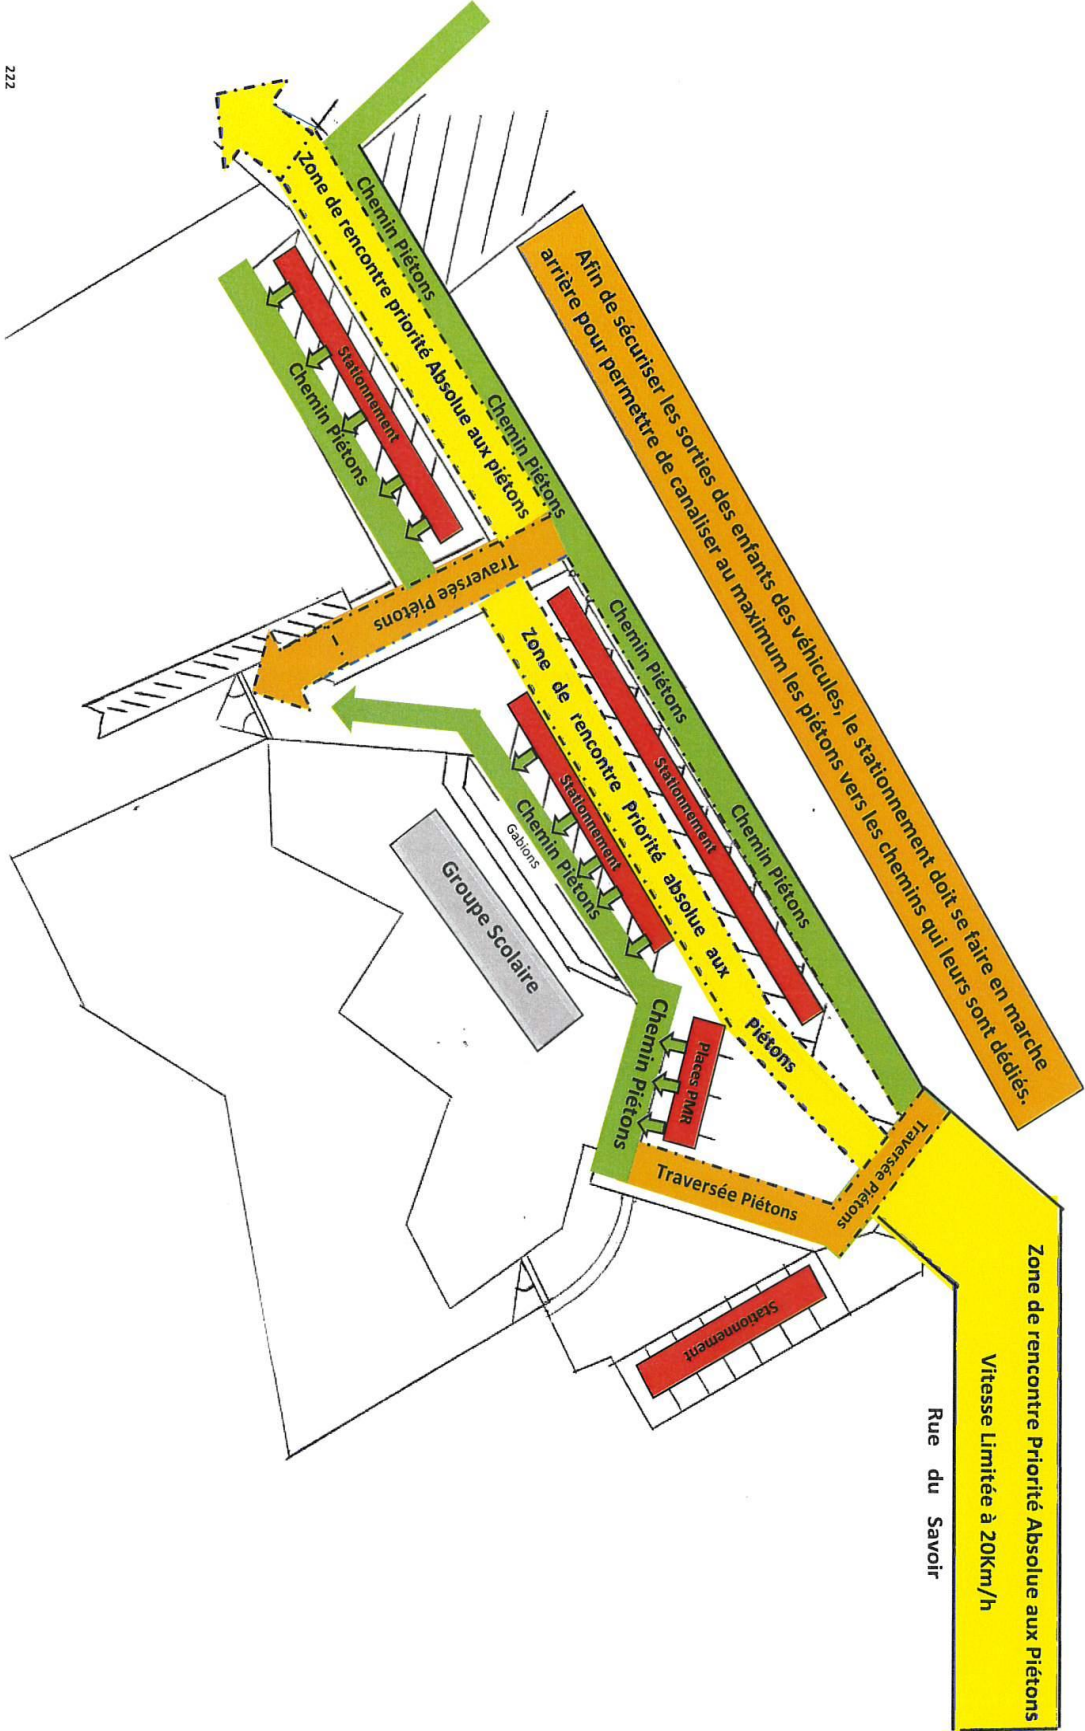 Zone de rencontre Priorité Absolue aux Piétons
Vitesse Limitée à 20Km/h
Rue du Savoir
Afin de sécuriser les sorties des enfants des véhicules, le stationnement doit se faire en marche
arrière pour permettre de canaliser au maximum les piétons vers les chemins qui leurs sont dédiés.
Chemin Piétons
Chemin Piétons
Chemin Piétons
Chemin Piétons
Zone de rencontre priorité Absolue aux piétons
Zone de rencontre Priorité absolue aux Piétons
Stationnement
Chemin Piétons
Traversée Piétons
Stationnement
Stationnement
Chemin Piétons
Gabions
Groupe Scolaire
Places PMR
Chemin Piétons
Traversée Piétons
Traversée Piétons
Stationnement
222